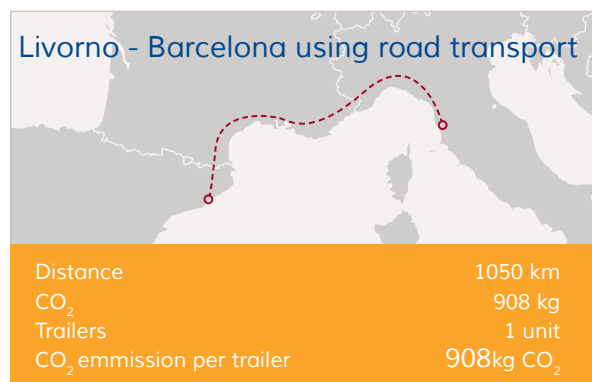 Livorno - Barcelona using road transport
Distance 1050 km
CO₂ 908 kg
Trailers 1 unit
CO₂ emmission per trailer 908kg CO₂